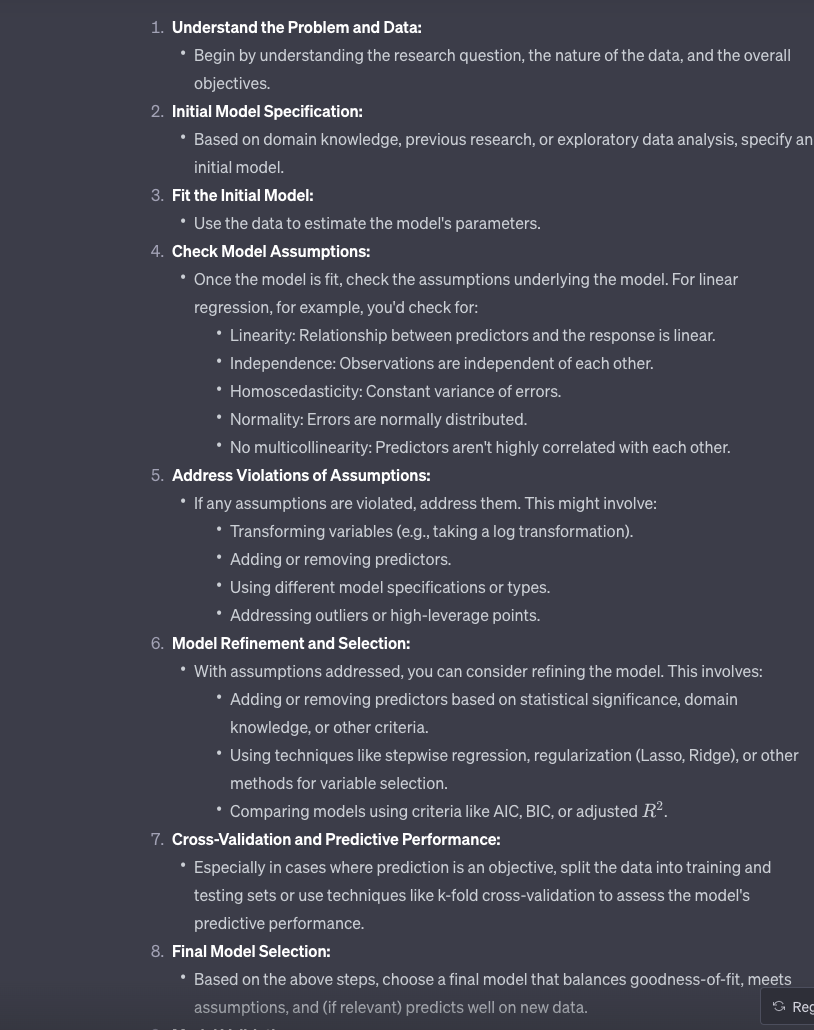 1. Understand the Problem and Data:
• Begin by understanding the research question, the nature of the data, and the overall
objectives.
2. Initial Model Specification:
• Based on domain knowledge, previous research, or exploratory data analysis, specify an
initial model.
3. Fit the Initial Model:
• Use the data to estimate the model's parameters.
4. Check Model Assumptions:
• Once the model is fit, check the assumptions underlying the model. For linear
regression, for example, you'd check for:
• Linearity: Relationship between predictors and the response is linear.
• Independence: Observations are independent of each other.
• Homoscedasticity: Constant variance of errors.
• Normality: Errors are normally distributed.
• No multicollinearity: Predictors aren't highly correlated with each other.
5. Address Violations of Assumptions:
• If any assumptions are violated, address them. This might involve:
• Transforming variables (e.g., taking a log transformation).
• Adding or removing predictors.
• Using different model specifications or types.
• Addressing outliers or high-leverage points.
6. Model Refinement and Selection:
• With assumptions addressed, you can consider refining the model. This involves:
• Adding or removing predictors based on statistical significance, domain
knowledge, or other criteria.
• Using techniques like stepwise regression, regularization (Lasso, Ridge), or other
methods for variable selection.
• Comparing models using criteria like AIC, BIC, or adjusted R².
7. Cross-Validation and Predictive Performance:
• Especially in cases where prediction is an objective, split the data into training and
testing sets or use techniques like k-fold cross-validation to assess the model's
predictive performance.
8. Final Model Selection:
• Based on the above steps, choose a final model that balances goodness-of-fit, meets
assumptions, and (if relevant) predicts well on new data.
Reg